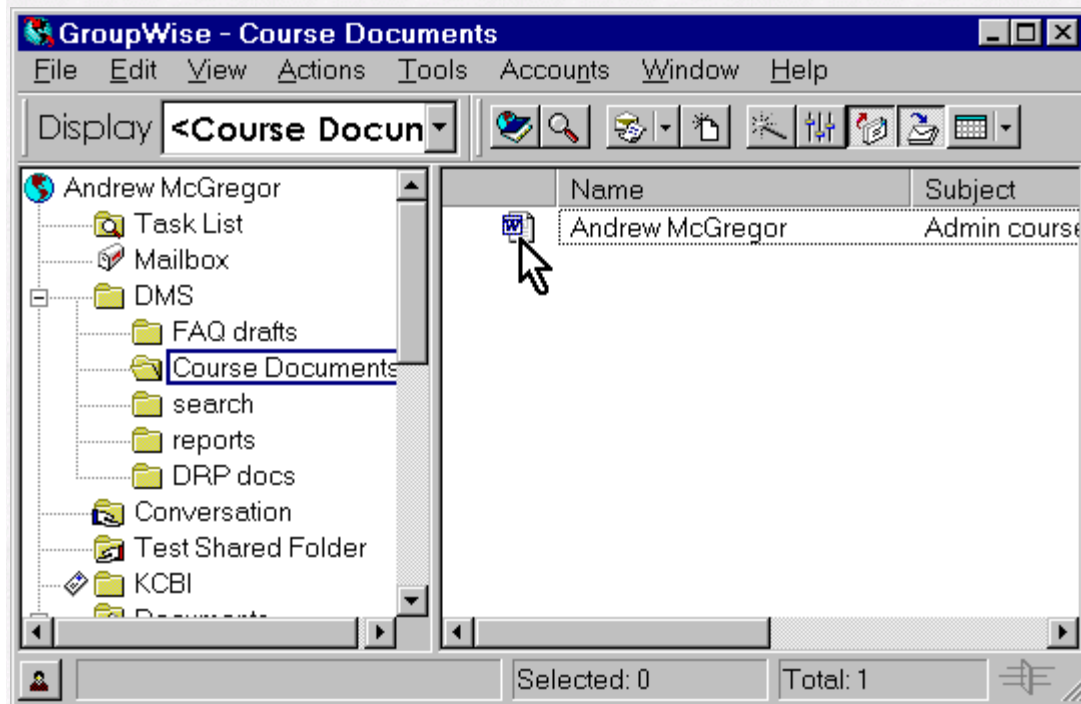 GroupWise - Course Documents
File Edit View Actions Tools Accounts Window Help
Display <Course Docun
Andrew McGregor
Task List
Mailbox
DMS
FAQ drafts
Course Documents
search
reports
DRP docs
Conversation
Test Shared Folder
KCBI
Name Subject
Andrew McGregor Admin course
Selected: 0 Total: 1